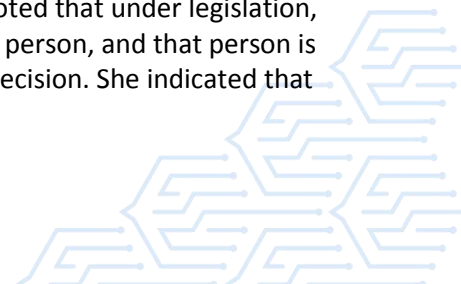 oted that under legislation,
person, and that person is
ecision. She indicated that